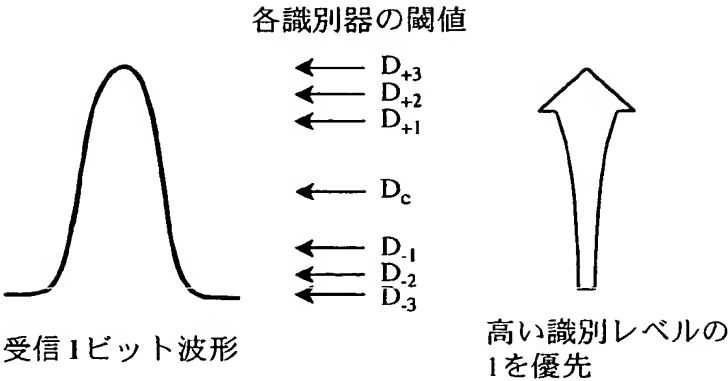 各識別器の閾値
D+3
D+2
D+1
Dc
D-1
D-2
D-3
受信1ビット波形
高い識別レベルの
1を優先